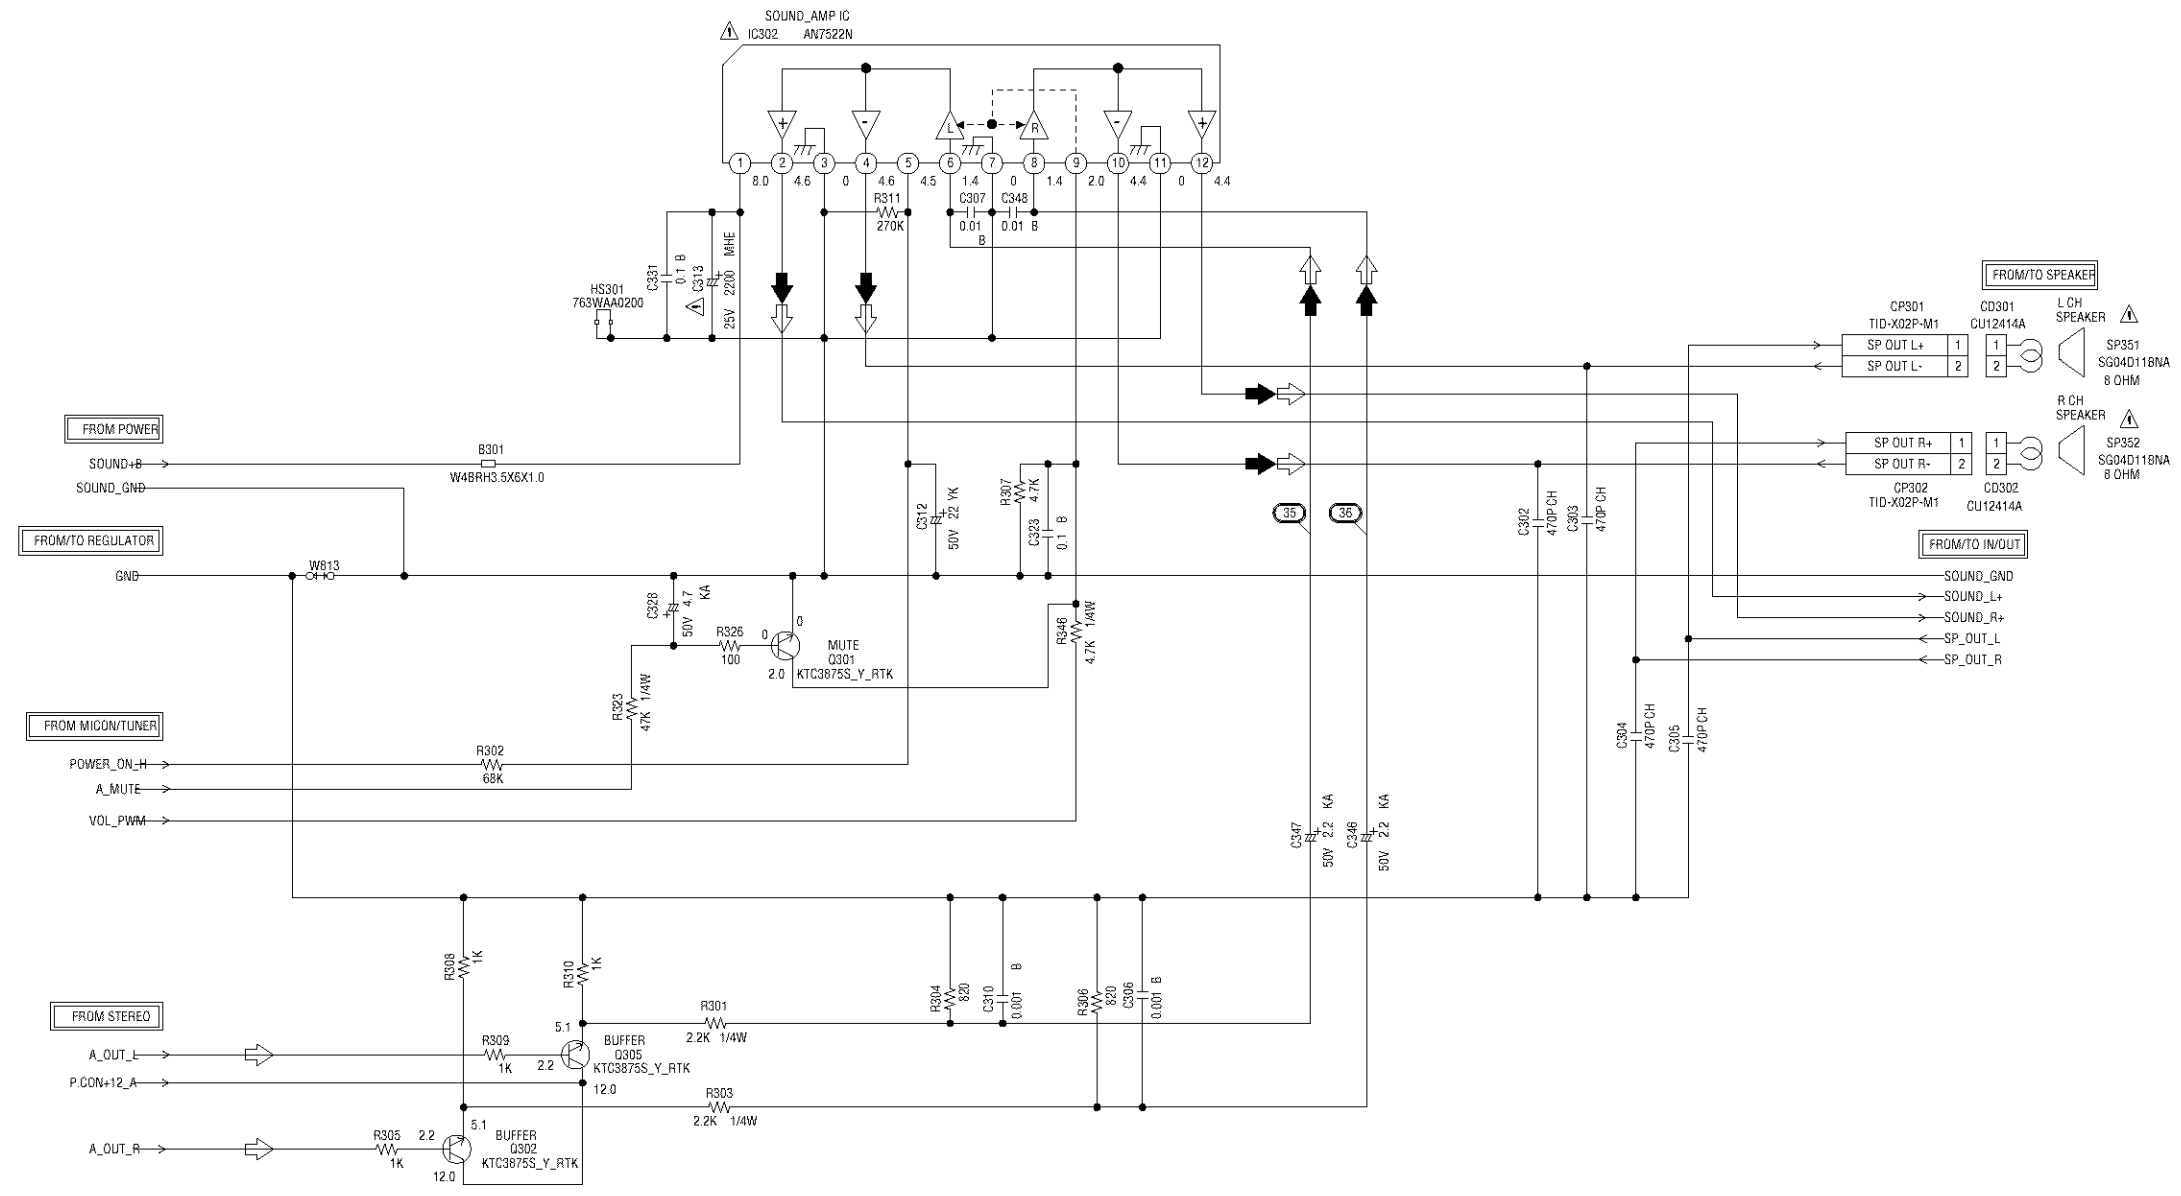 SOUND_AMP IC
IC302 AN7522N
+ - L R - +
1 2 3 4 5 6 7 8 9 10 11 12
8.0 4.6 0 4.6 4.5 1.4 0 1.4 2.0 4.4 0 4.4
R311
270K
C307
0.01
B
C348
0.01 B
C331
0.1 B
C313
25V 2200 MHE
HS301
763WAA0200
FROM/TO SPEAKER
CP301
TID-X02P-M1
CD301
CU12414A
L CH
SPEAKER
SP OUT L+ 1
SP OUT L- 2
1
2
SP351
SG04D11BNA
8 OHM
R CH
SPEAKER
SP OUT R+ 1
SP OUT R- 2
1
2
SP352
SG04D11BNA
8 OHM
CP302
TID-X02P-M1
CD302
CU12414A
FROM POWER
SOUND+B
B301
W4BRH3.5X6X1.0
SOUND_GND
C312
50V 22 YK
R307
4.7K
C323
0.1 B
35
36
C302
470P CH
C303
470P CH
FROM/TO REGULATOR
GND
W813
FROM/TO IN/OUT
SOUND_GND
SOUND_L+
SOUND_R+
SP_OUT_L
SP_OUT_R
C328
50V 4.7 KA
R326
100
0
0
2.0
MUTE
Q301
KTC3875S_Y_RTK
R346
4.7K 1/4W
R323
47K 1/4W
C304
470P CH
C305
470P CH
FROM MICON/TUNER
POWER_ON_H
R302
68K
A_MUTE
VOL_PWM
C347
50V 2.2 KA
C346
50V 2.2 KA
R308
1K
R310
1K
R304
820
C310
0.001 B
R306
820
C306
0.001 B
FROM STEREO
R301
2.2K 1/4W
A_OUT_L
R309
1K
5.1
2.2
12.0
BUFFER
Q305
KTC3875S_Y_RTK
P.CON+12_A
R303
2.2K 1/4W
A_OUT_R
R305
1K
2.2
5.1
12.0
BUFFER
Q302
KTC3875S_Y_RTK